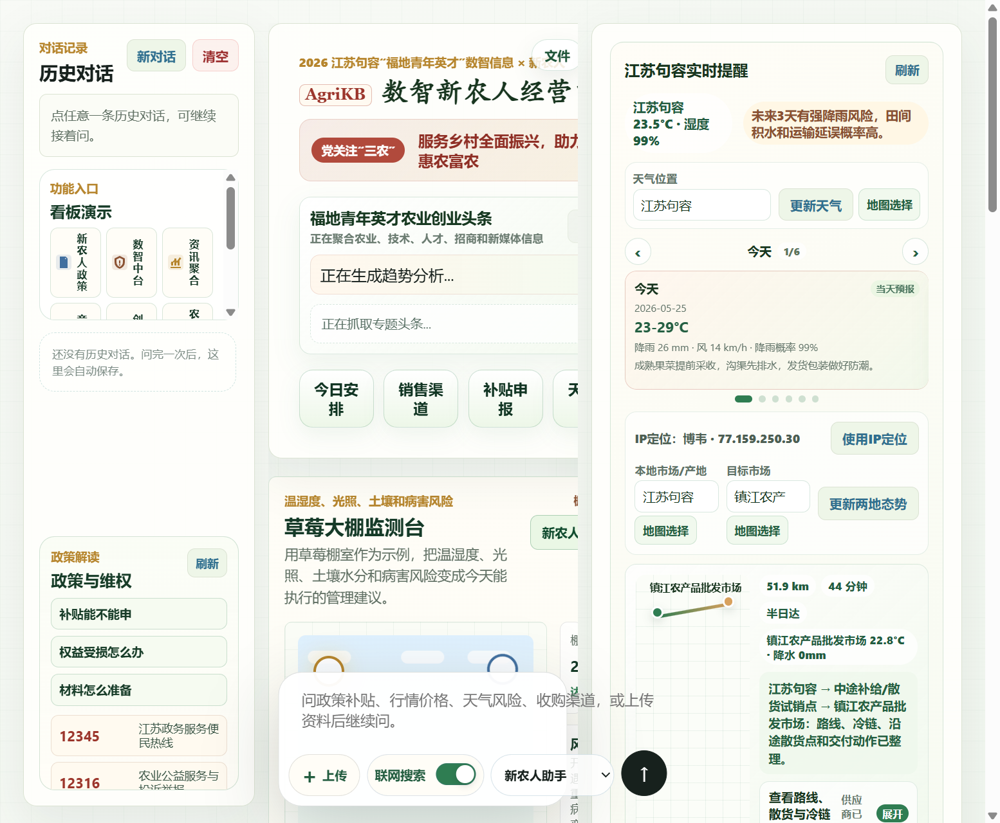 对话记录
历史对话
新对话
清空
点任意一条历史对话，可继续
接着问。
功能入口
看板演示
新农人政策
数智中台
资讯聚合
还没有历史对话。问完一次后，这
里会自动保存。
政策解读
政策与维权
刷新
补贴能不能申
权益受损怎么办
材料怎么准备
12345
江苏政务服务便
民热线
12316
农业公益服务与
投诉举报
文件
2026 江苏句容“福地青年英才”数智信息 × 新农人
AgriKB
数智新农人经营
党关注“三农”
服务乡村全面振兴，助力
惠农富农
福地青年英才农业创业头条
正在聚合农业、技术、人才、招商和新媒体信息
正在生成趋势分析...
正在抓取专题头条...
今日安
排
销售渠
道
补贴申
报
天
温湿度、光照、土壤和病害风险
草莓大棚监测台
新农人
用草莓棚室作为示例，把温湿度、光
照、土壤水分和病害风险变成今天能
执行的管理建议。
棚
2
风
问政策补贴、行情价格、天气风险、收购渠道，或上传
资料后继续问。
+ 上传
联网搜索
新农人助手
↑
江苏句容实时提醒
刷新
江苏句容
23.5°C · 湿度
99%
未来3天有强降雨风险，田间
积水和运输延误概率高。
天气位置
江苏句容
更新天气
地图选择
‹
今天 1/6
›
今天
当天预报
2026-05-25
23-29°C
降雨 26 mm · 风 14 km/h · 降雨概率 99%
成熟果菜提前采收，沟渠先排水，发货包装做好防潮。
IP定位：博韦 · 77.159.250.30
使用IP定位
本地市场/产地
目标市场
江苏句容
镇江农产
更新两地态势
地图选择
地图选择
镇江农产品批发市场
51.9 km
44 分钟
半日达
镇江农产品批发市场 22.8°C
· 降水 0mm
江苏句容 → 中途补给/散
货试销点 → 镇江农产品批
发市场：路线、冷链、沿
途散货点和交付动作已整
理。
查看路线、
散货与冷链
供应
商已
展开